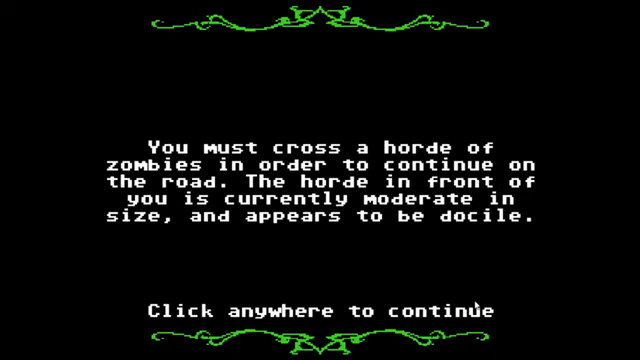 You must cross a horde of
zombies in order to continue on
the road. The horde in front of
you is currently moderate in
size, and appears to be docile.
Click anywhere to continue